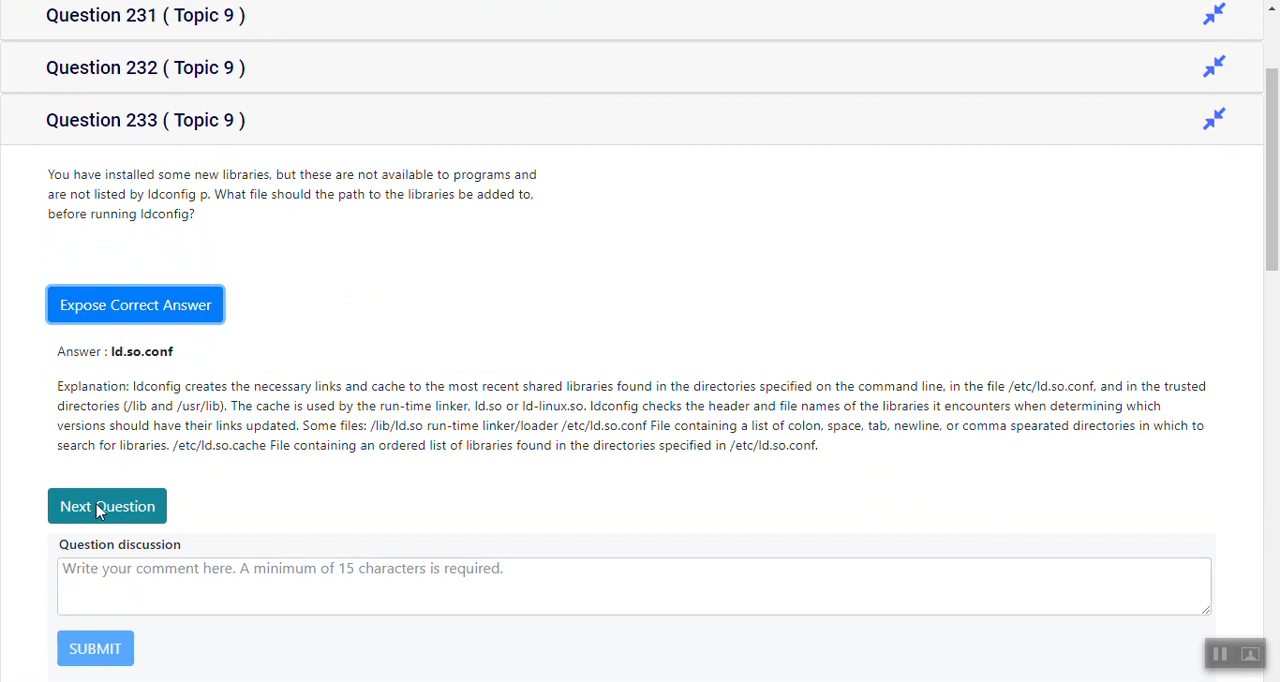 Question 231 ( Topic 9 )
Question 232 ( Topic 9 )
Question 233 ( Topic 9 )
You have installed some new libraries, but these are not available to programs and
are not listed by ldconfig p. What file should the path to the libraries be added to,
before running ldconfig?
Expose Correct Answer
Answer : ld.so.conf
Explanation: ldconfig creates the necessary links and cache to the most recent shared libraries found in the directories specified on the command line, in the file /etc/ld.so.conf, and in the trusted
directories (/lib and /usr/lib). The cache is used by the run-time linker, ld.so or ld-linux.so. ldconfig checks the header and file names of the libraries it encounters when determining which
versions should have their links updated. Some files: /lib/ld.so run-time linker/loader /etc/ld.so.conf File containing a list of colon, space, tab, newline, or comma spearated directories in which to
search for libraries. /etc/ld.so.cache File containing an ordered list of libraries found in the directories specified in /etc/ld.so.conf.
Next Question
Question discussion
Write your comment here. A minimum of 15 characters is required.
SUBMIT